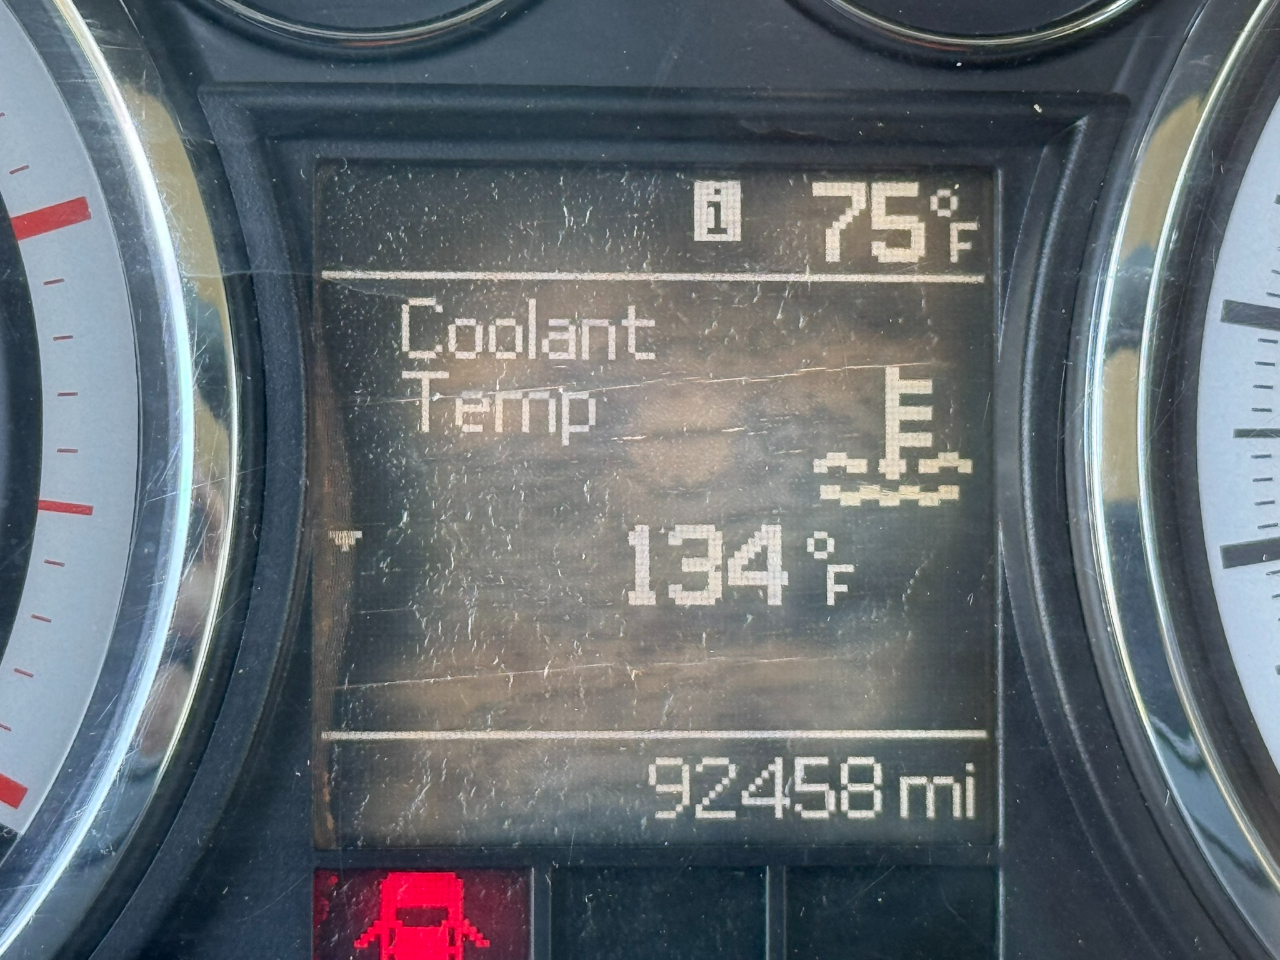 i 75°F
Coolant
Temp
134°F
92458 mi